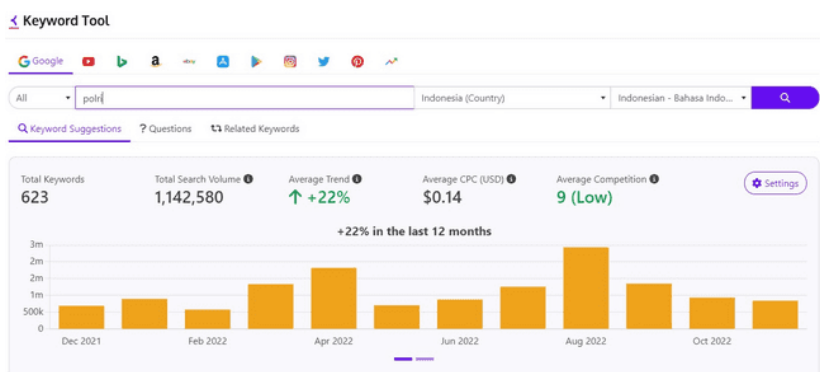 Keyword Tool
Google
All polri Indonesia (Country) Indonesian - Bahasa Indo...
Keyword Suggestions ? Questions Related Keywords
Total Keywords Total Search Volume Average Trend Average CPC (USD) Average Competition
623 1,142,580 +22% $0.14 9 (Low)
Settings
+22% in the last 12 months
3m
2m
2m
1m
500k
0
Dec 2021 Feb 2022 Apr 2022 Jun 2022 Aug 2022 Oct 2022